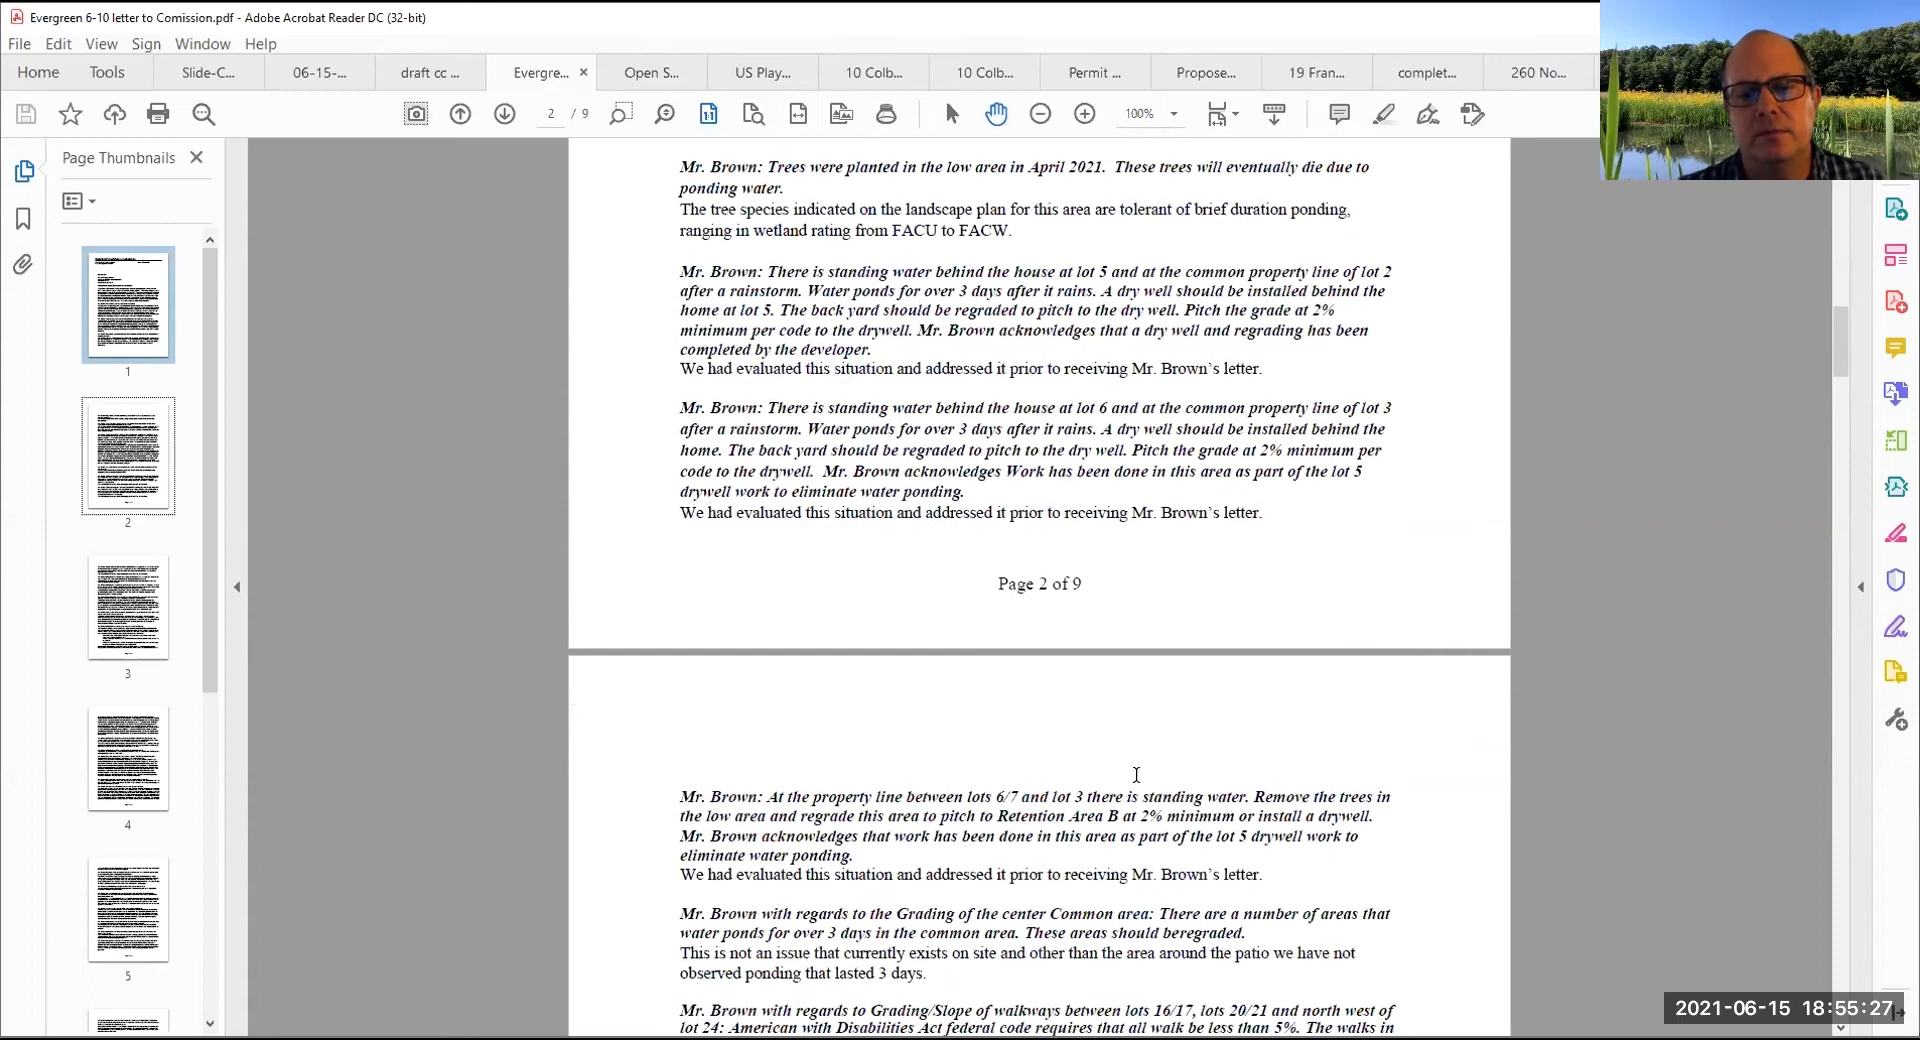 Evergreen 6-10 letter to Comission.pdf - Adobe Acrobat Reader DC (32-bit)
File Edit View Sign Window Help
Home Tools Slide-C... 06-15-... draft cc ... Evergre... × Open S... US Play... 10 Colb... 10 Colb... Permit ... Propose... 19 Fran... complet... 260 No...
2 / 9 100%
Page Thumbnails
1
2
3
4
5
Mr. Brown: Trees were planted in the low area in April 2021. These trees will eventually die due to
ponding water.
The tree species indicated on the landscape plan for this area are tolerant of brief duration ponding,
ranging in wetland rating from FACU to FACW.
Mr. Brown: There is standing water behind the house at lot 5 and at the common property line of lot 2
after a rainstorm. Water ponds for over 3 days after it rains. A dry well should be installed behind the
home at lot 5. The back yard should be regraded to pitch to the dry well. Pitch the grade at 2%
minimum per code to the drywell. Mr. Brown acknowledges that a dry well and regrading has been
completed by the developer.
We had evaluated this situation and addressed it prior to receiving Mr. Brown's letter.
Mr. Brown: There is standing water behind the house at lot 6 and at the common property line of lot 3
after a rainstorm. Water ponds for over 3 days after it rains. A dry well should be installed behind the
home. The back yard should be regraded to pitch to the dry well. Pitch the grade at 2% minimum per
code to the drywell. Mr. Brown acknowledges Work has been done in this area as part of the lot 5
drywell work to eliminate water ponding.
We had evaluated this situation and addressed it prior to receiving Mr. Brown's letter.
Page 2 of 9
Mr. Brown: At the property line between lots 6/7 and lot 3 there is standing water. Remove the trees in
the low area and regrade this area to pitch to Retention Area B at 2% minimum or install a drywell.
Mr. Brown acknowledges that work has been done in this area as part of the lot 5 drywell work to
eliminate water ponding.
We had evaluated this situation and addressed it prior to receiving Mr. Brown's letter.
Mr. Brown with regards to the Grading of the center Common area: There are a number of areas that
water ponds for over 3 days in the common area. These areas should beregraded.
This is not an issue that currently exists on site and other than the area around the patio we have not
observed ponding that lasted 3 days.
Mr. Brown with regards to Grading/Slope of walkways between lots 16/17, lots 20/21 and north west of
lot 24: American with Disabilities Act federal code requires that all walk be less than 5%. The walks in
2021-06-15 18:55:27